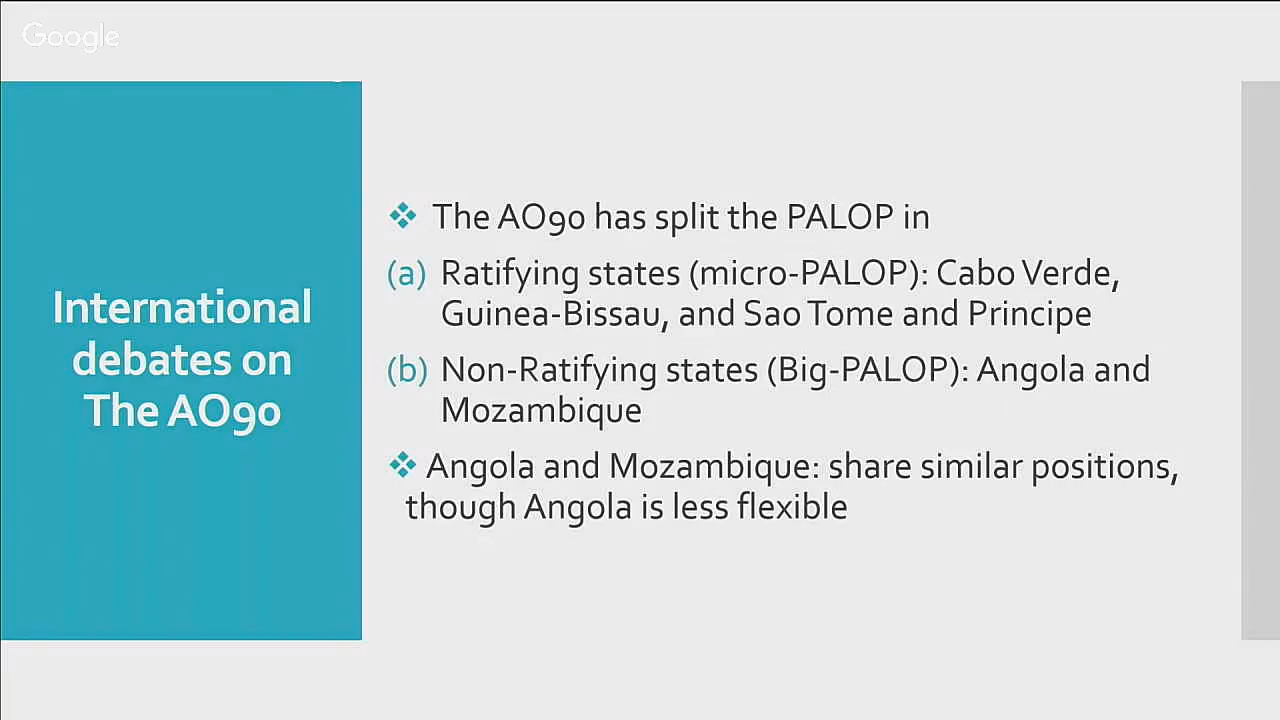 Google
International
debates on
The AO90
❖ The AO90 has split the PALOP in
(a) Ratifying states (micro-PALOP): Cabo Verde,
Guinea-Bissau, and Sao Tome and Principe
(b) Non-Ratifying states (Big-PALOP): Angola and
Mozambique
❖ Angola and Mozambique: share similar positions,
though Angola is less flexible